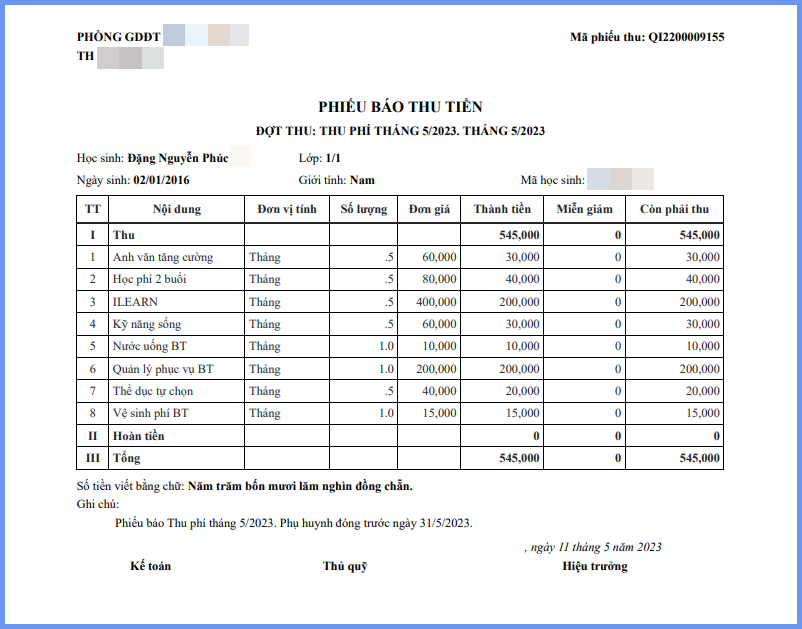 PHÒNG GDĐT
Mã phiếu thu: QI2200009155
TH
PHIẾU BÁO THU TIỀN
ĐỢT THU: THU PHÍ THÁNG 5/2023. THÁNG 5/2023
Học sinh: Đặng Nguyễn Phúc Lớp: 1/1
Ngày sinh: 02/01/2016 Giới tính: Nam Mã học sinh:
TT Nội dung Đơn vị tính Số lượng Đơn giá Thành tiền Miễn giảm Còn phải thu
I Thu 545,000 0 545,000
1 Anh văn tăng cường Tháng .5 60,000 30,000 0 30,000
2 Học phí 2 buổi Tháng .5 80,000 40,000 0 40,000
3 ILEARN Tháng .5 400,000 200,000 0 200,000
4 Kỹ năng sống Tháng .5 60,000 30,000 0 30,000
5 Nước uống BT Tháng 1.0 10,000 10,000 0 10,000
6 Quản lý phục vụ BT Tháng 1.0 200,000 200,000 0 200,000
7 Thể dục tự chọn Tháng .5 40,000 20,000 0 20,000
8 Vệ sinh phí BT Tháng 1.0 15,000 15,000 0 15,000
II Hoàn tiền 0 0 0
III Tổng 545,000 0 545,000
Số tiền viết bằng chữ: Năm trăm bốn mươi lăm nghìn đồng chẵn.
Ghi chú:
Phiếu báo Thu phí tháng 5/2023. Phụ huynh đóng trước ngày 31/5/2023.
, ngày 11 tháng 5 năm 2023
Kế toán Thủ quỹ Hiệu trưởng